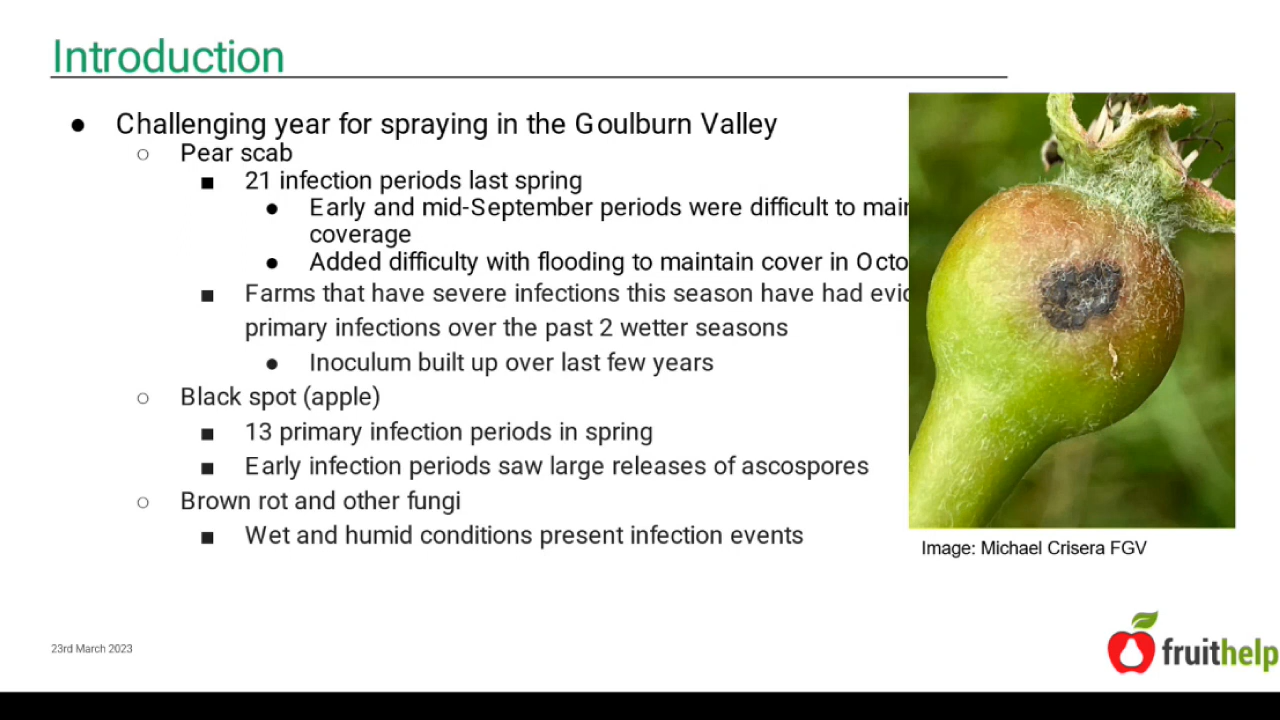 Introduction
● Challenging year for spraying in the Goulburn Valley
○ Pear scab
■ 21 infection periods last spring
● Early and mid-September periods were difficult to
coverage
● Added difficulty with flooding to maintain cover in
■ Farms that have severe infections this season have had
primary infections over the past 2 wetter seasons
● Inoculum built up over last few years
○ Black spot (apple)
■ 13 primary infection periods in spring
■ Early infection periods saw large releases of ascospores
○ Brown rot and other fungi
■ Wet and humid conditions present infection events
Image: Michael Crisera FGV
23rd March 2023
fruithelp